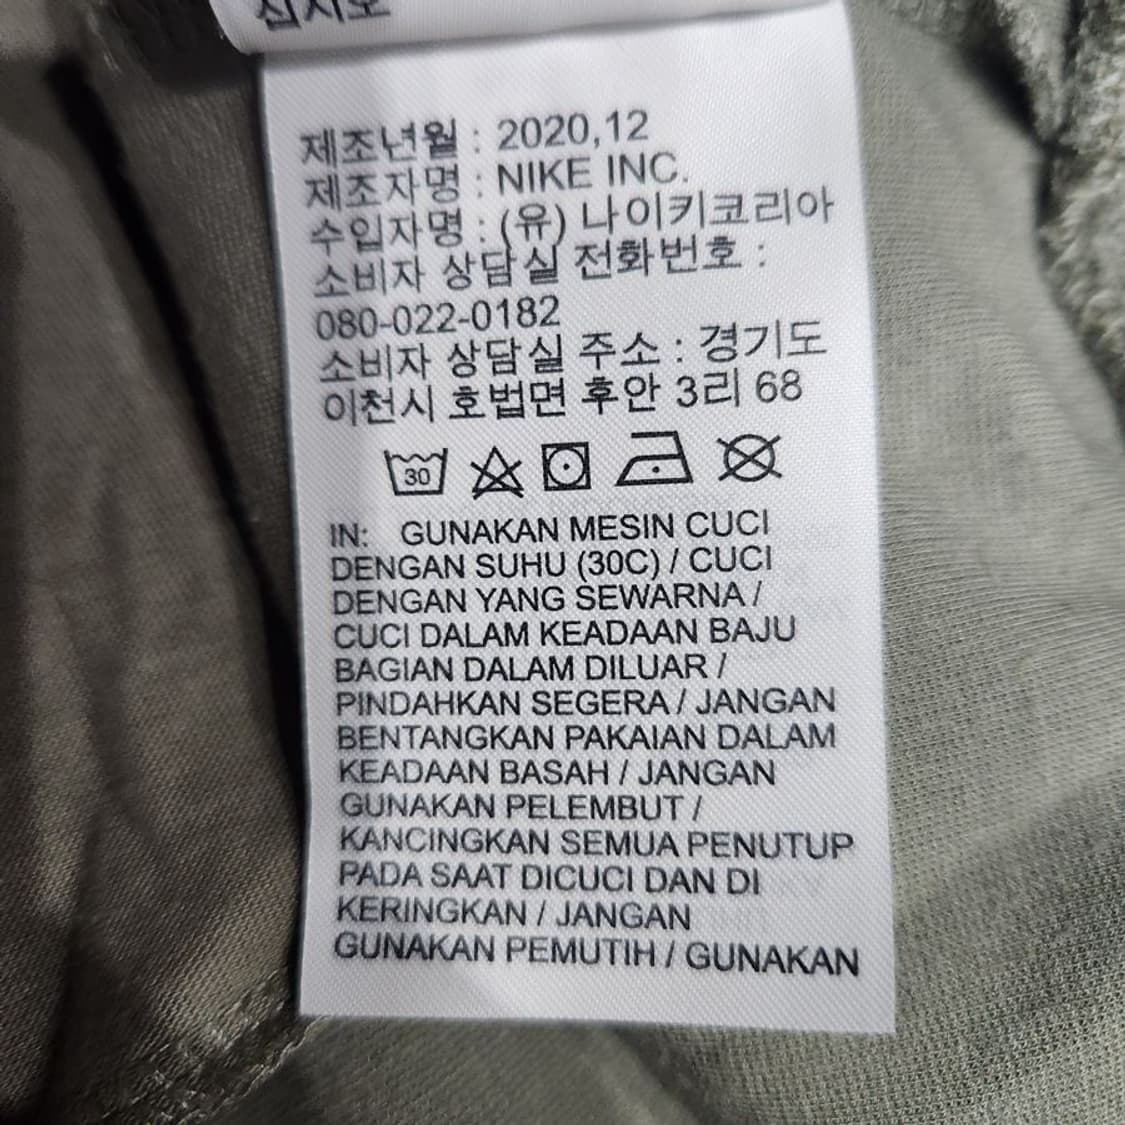 십시오
제조년월 : 2020,12
제조자명 : NIKE INC.
수입자명 : (유) 나이키코리아
소비자 상담실 전화번호 :
080-022-0182
소비자 상담실 주소 : 경기도
이천시 호법면 후안 3리 68
30
IN: GUNAKAN MESIN CUCI
DENGAN SUHU (30C) / CUCI
DENGAN YANG SEWARNA /
CUCI DALAM KEADAAN BAJU
BAGIAN DALAM DILUAR /
PINDAHKAN SEGERA / JANGAN
BENTANGKAN PAKAIAN DALAM
KEADAAN BASAH / JANGAN
GUNAKAN PELEMBUT /
KANCINGKAN SEMUA PENUTUP
PADA SAAT DICUCI DAN DI
KERINGKAN / JANGAN
GUNAKAN PEMUTIH / GUNAKAN